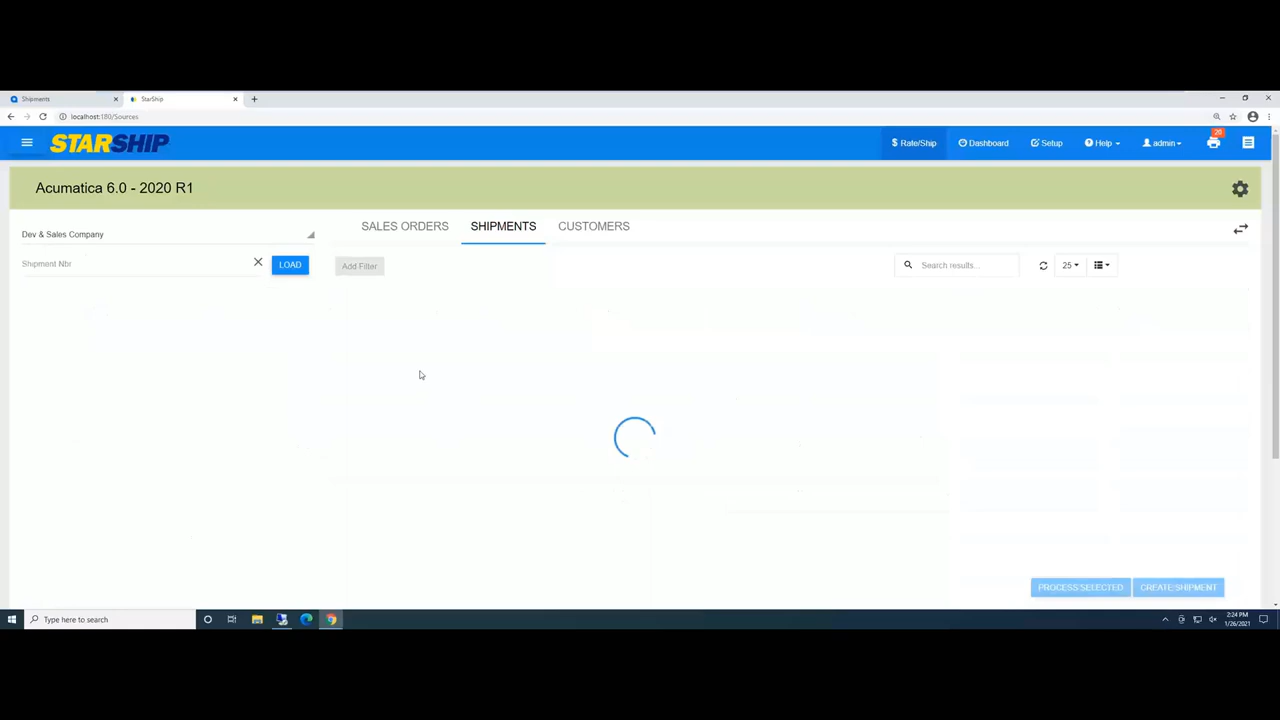 Shipments
StarShip
localhost:180/Sources
STARSHIP
$ Rate/Ship
Dashboard
Setup
Help
admin
20
Acumatica 6.0 - 2020 R1
Dev & Sales Company
SALES ORDERS
SHIPMENTS
CUSTOMERS
Shipment Nbr
LOAD
Add Filter
Search results...
25
PROCESS SELECTED
CREATE SHIPMENT
Type here to search
2:24 PM
1/26/2021